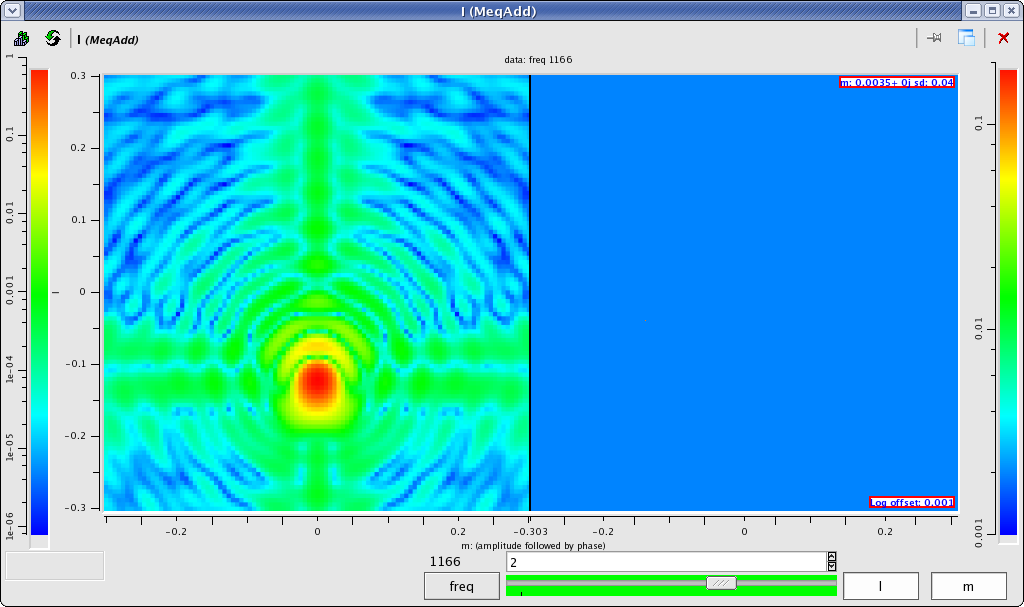 I (MeqAdd)
I (MeqAdd)
data: freq 1166
m: 0.0035+ 0j sd: 0.04
Log offset: 0.001
1
0.1
0.01
0.001
1e-04
1e-05
1e-06
0.3
0.2
0.1
0
-0.1
-0.2
-0.3
0.1
0.01
0.001
-0.2
0
0.2
-0.303
-0.2
0
0.2
m: (amplitude followed by phase)
1166
2
freq
l
m